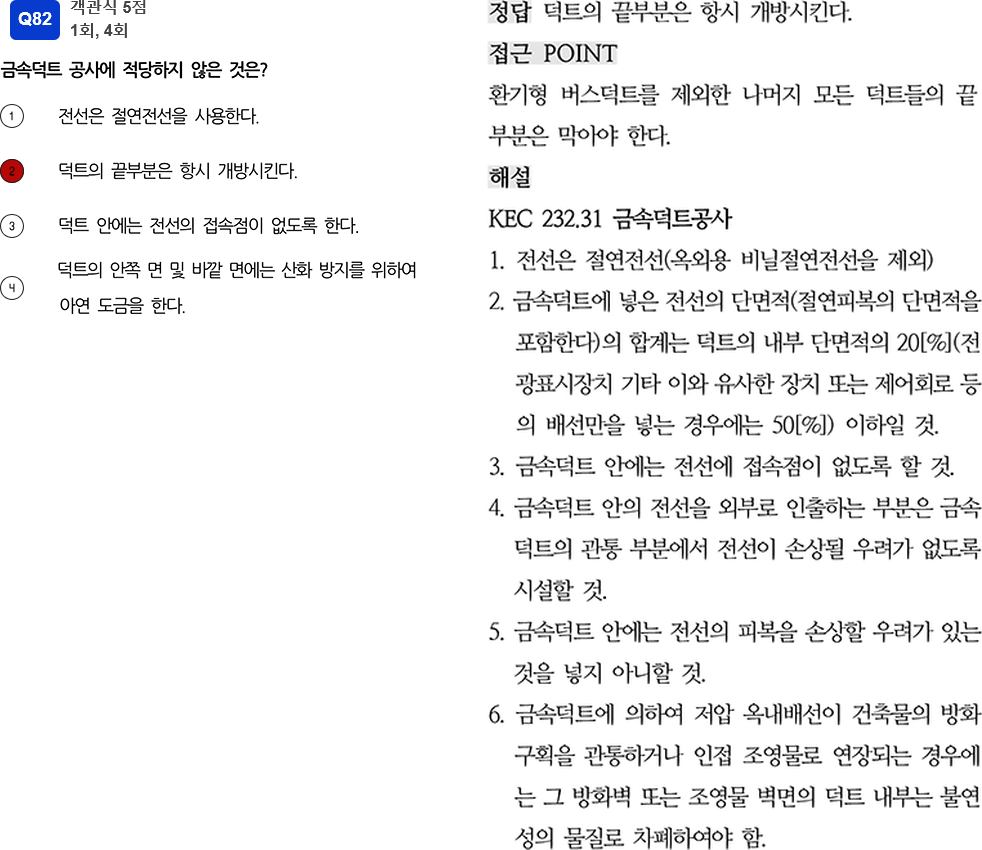 Q82
객관식 5점
1회, 4회
금속덕트 공사에 적당하지 않은 것은?
1 전선은 절연전선을 사용한다.
2 덕트의 끝부분은 항시 개방시킨다.
3 덕트 안에는 전선의 접속점이 없도록 한다.
4 덕트의 안쪽 면 및 바깥 면에는 산화 방지를 위하여
아연 도금을 한다.
정답 덕트의 끝부분은 항시 개방시킨다.
접근 POINT
환기형 버스덕트를 제외한 나머지 모든 덕트들의 끝
부분은 막아야 한다.
해설
KEC 232.31 금속덕트공사
1. 전선은 절연전선(옥외용 비닐절연전선을 제외)
2. 금속덕트에 넣은 전선의 단면적(절연피복의 단면적을
포함한다)의 합계는 덕트의 내부 단면적의 20[%](전
광표시장치 기타 이와 유사한 장치 또는 제어회로 등
의 배선만을 넣는 경우에는 50[%]) 이하일 것.
3. 금속덕트 안에는 전선에 접속점이 없도록 할 것.
4. 금속덕트 안의 전선을 외부로 인출하는 부분은 금속
덕트의 관통 부분에서 전선이 손상될 우려가 없도록
시설할 것.
5. 금속덕트 안에는 전선의 피복을 손상할 우려가 있는
것을 넣지 아니할 것.
6. 금속덕트에 의하여 저압 옥내배선이 건축물의 방화
구획을 관통하거나 인접 조영물로 연장되는 경우에
는 그 방화벽 또는 조영물 벽면의 덕트 내부는 불연
성의 물질로 차폐하여야 함.